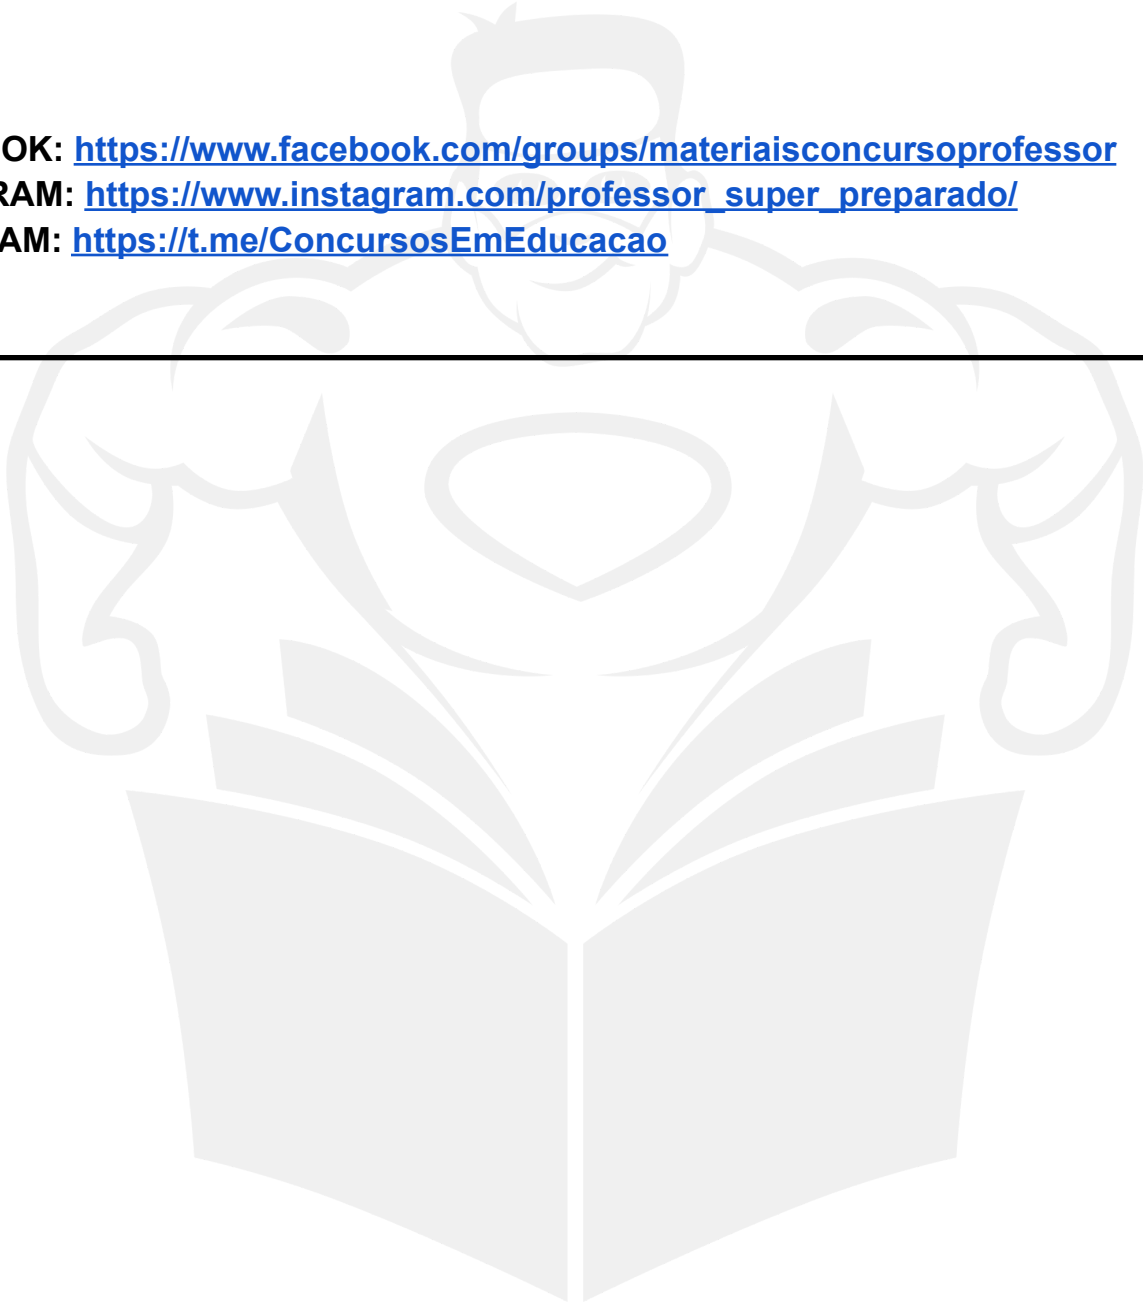 OK: https://www.facebook.com/groups/materiaisconcursoprofessor
RAM: https://www.instagram.com/professor_super_preparado/
AM: https://t.me/ConcursosEmEducacao